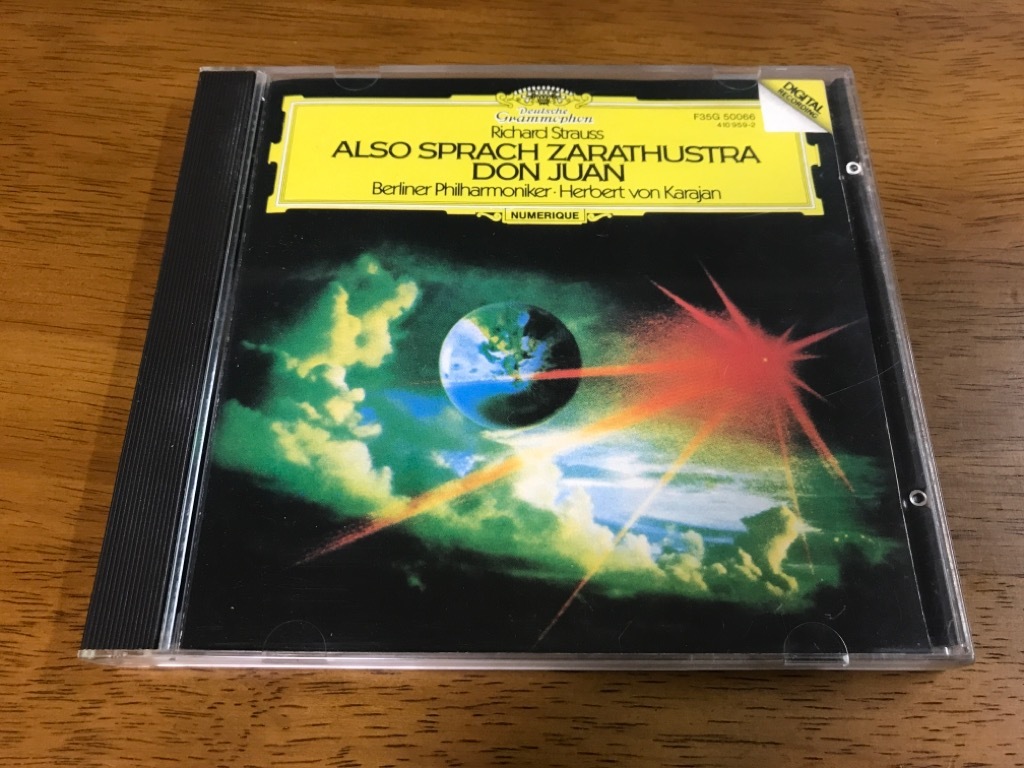 DIGITAL
RECORDING
Deutsche
Grammophon
F35G 50066
410 959-2
Richard Strauss
ALSO SPRACH ZARATHUSTRA
DON JUAN
Berliner Philharmoniker · Herbert von Karajan
NUMERIQUE